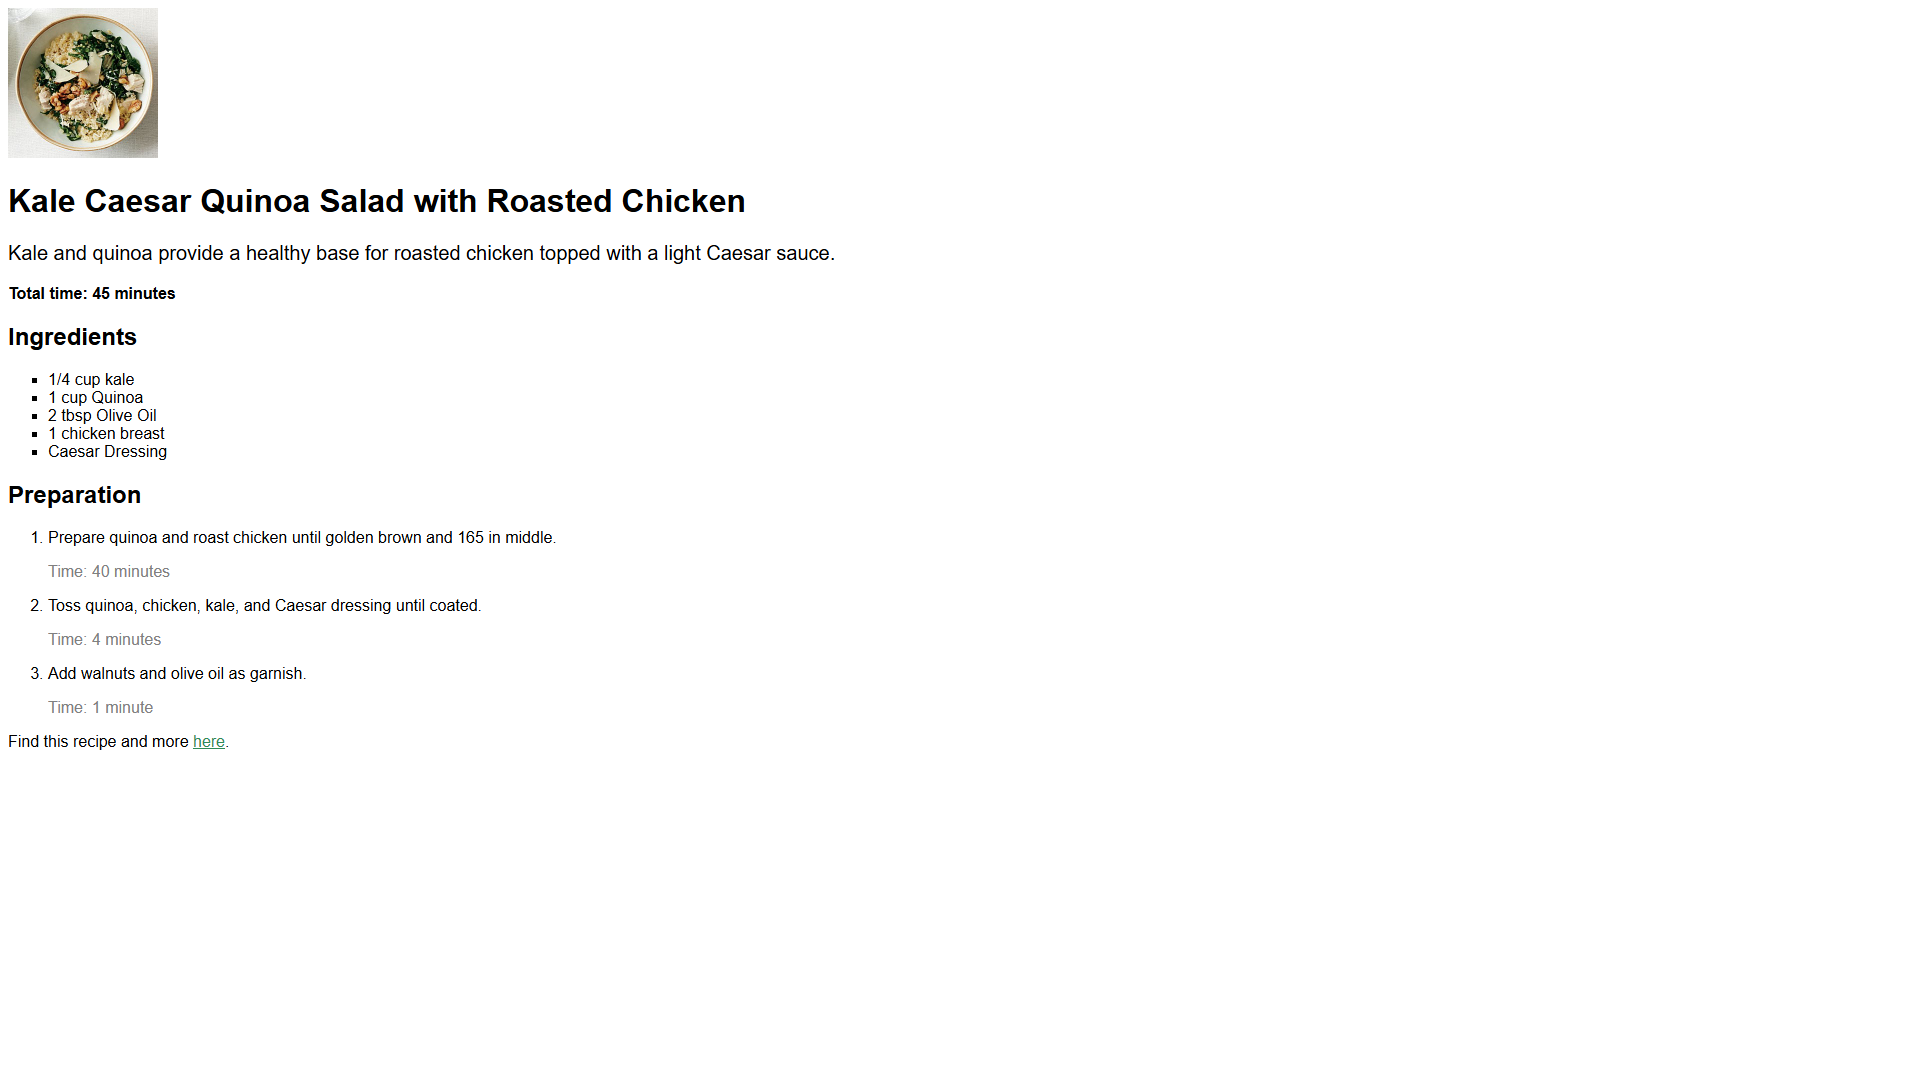 Kale Caesar Quinoa Salad with Roasted Chicken
Kale and quinoa provide a healthy base for roasted chicken topped with a light Caesar sauce.
Total time: 45 minutes
Ingredients
▪ 1/4 cup kale
▪ 1 cup Quinoa
▪ 2 tbsp Olive Oil
▪ 1 chicken breast
▪ Caesar Dressing
Preparation
1. Prepare quinoa and roast chicken until golden brown and 165 in middle.
Time: 40 minutes
2. Toss quinoa, chicken, kale, and Caesar dressing until coated.
Time: 4 minutes
3. Add walnuts and olive oil as garnish.
Time: 1 minute
Find this recipe and more here.